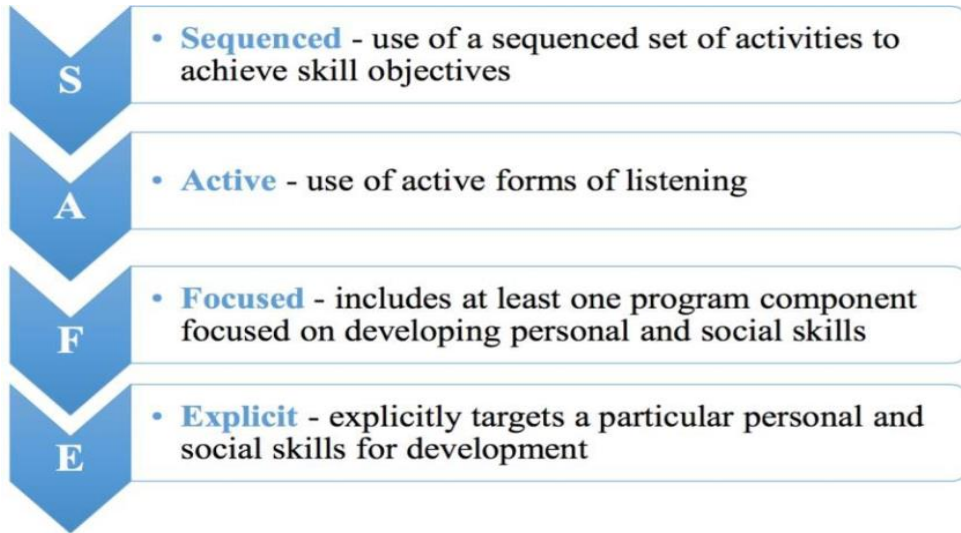 S
• Sequenced - use of a sequenced set of activities to
achieve skill objectives
A
• Active - use of active forms of listening
F
• Focused - includes at least one program component
focused on developing personal and social skills
E
• Explicit - explicitly targets a particular personal and
social skills for development